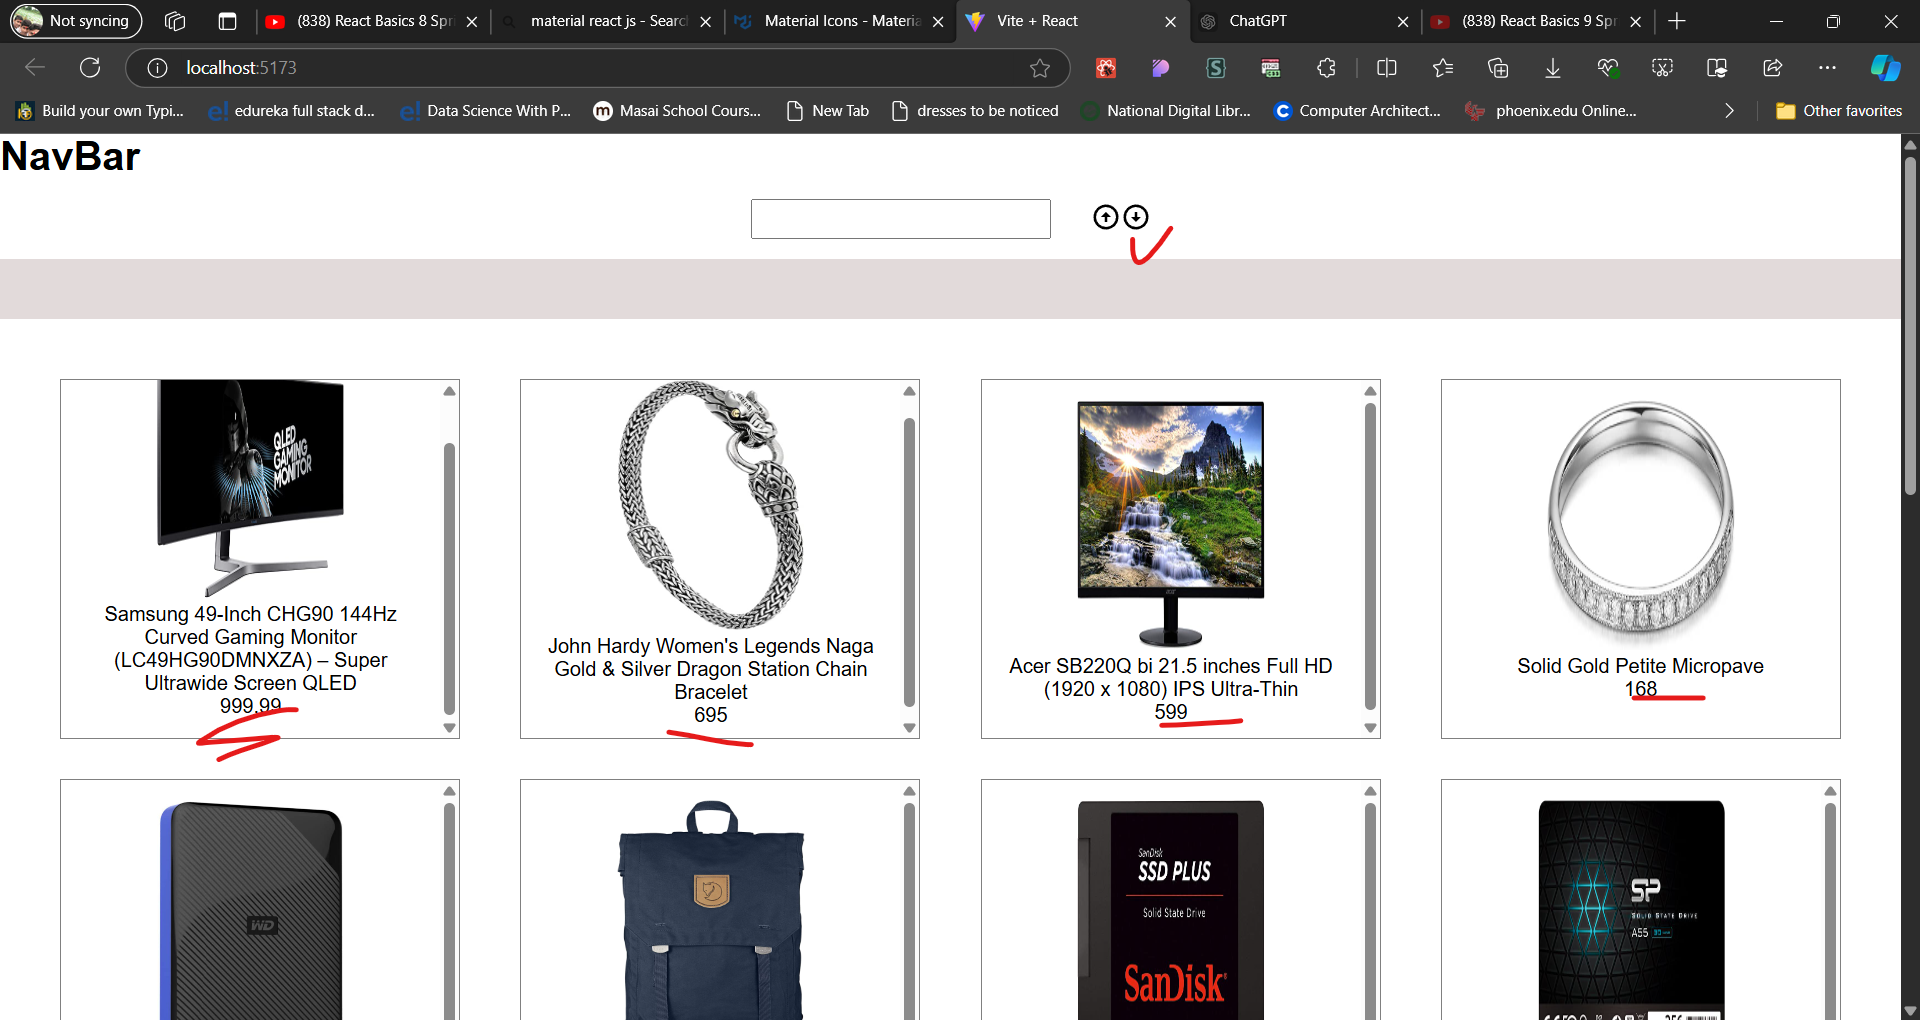 Not syncing
(838) React Basics 8 Spri
material react js - Search
Material Icons - Materia
Vite + React
ChatGPT
(838) React Basics 9 Spr
localhost:5173
Build your own Typi...
edureka full stack d...
Data Science With P...
Masai School Cours...
New Tab
dresses to be noticed
National Digital Libr...
Computer Architect...
phoenix.edu Online...
Other favorites
NavBar
QLED
GAMING
MONITOR
Samsung 49-Inch CHG90 144Hz
Curved Gaming Monitor
(LC49HG90DMNXZA) – Super
Ultrawide Screen QLED
999.99
John Hardy Women's Legends Naga
Gold & Silver Dragon Station Chain
Bracelet
695
acer
Acer SB220Q bi 21.5 inches Full HD
(1920 x 1080) IPS Ultra-Thin
599
Solid Gold Petite Micropave
168
WD
SanDisk
SSD PLUS
Solid State Drive
SanDisk
SP
SOLID STATE DRIVE
A55